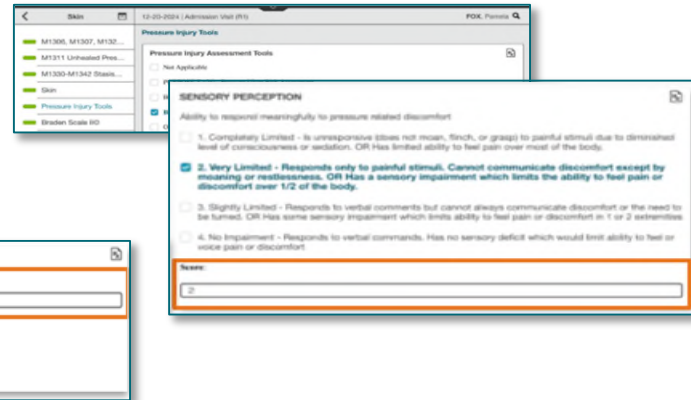 Skin
12-20-2024 | Admission Visit (R1)
FOX, Pamela
M1306, M1307, M132...
M1311 Unhealed Pres...
M1330-M1342 Stasis...
Skin
Pressure Injury Tools
Braden Scale RO
Pressure Injury Tools
Pressure Injury Assessment Tools
Not Applicable
SENSORY PERCEPTION
Ability to respond meaningfully to pressure related discomfort
1. Completely Limited - Is unresponsive (does not moan, flinch, or grasp) to painful stimuli due to diminished
level of consciousness or sedation. OR Has limited ability to feel pain over most of the body.
2. Very Limited - Responds only to painful stimuli. Cannot communicate discomfort except by
moaning or restlessness. OR Has a sensory impairment which limits the ability to feel pain or
discomfort over 1/2 of the body.
3. Slightly Limited - Responds to verbal comments but cannot always communicate discomfort or the need to
be turned. OR Has some sensory impairment which limits ability to feel pain or discomfort in 1 or 2 extremities
4. No Impairment - Responds to verbal commands. Has no sensory deficit which would limit ability to feel or
voice pain or discomfort
Score:
2